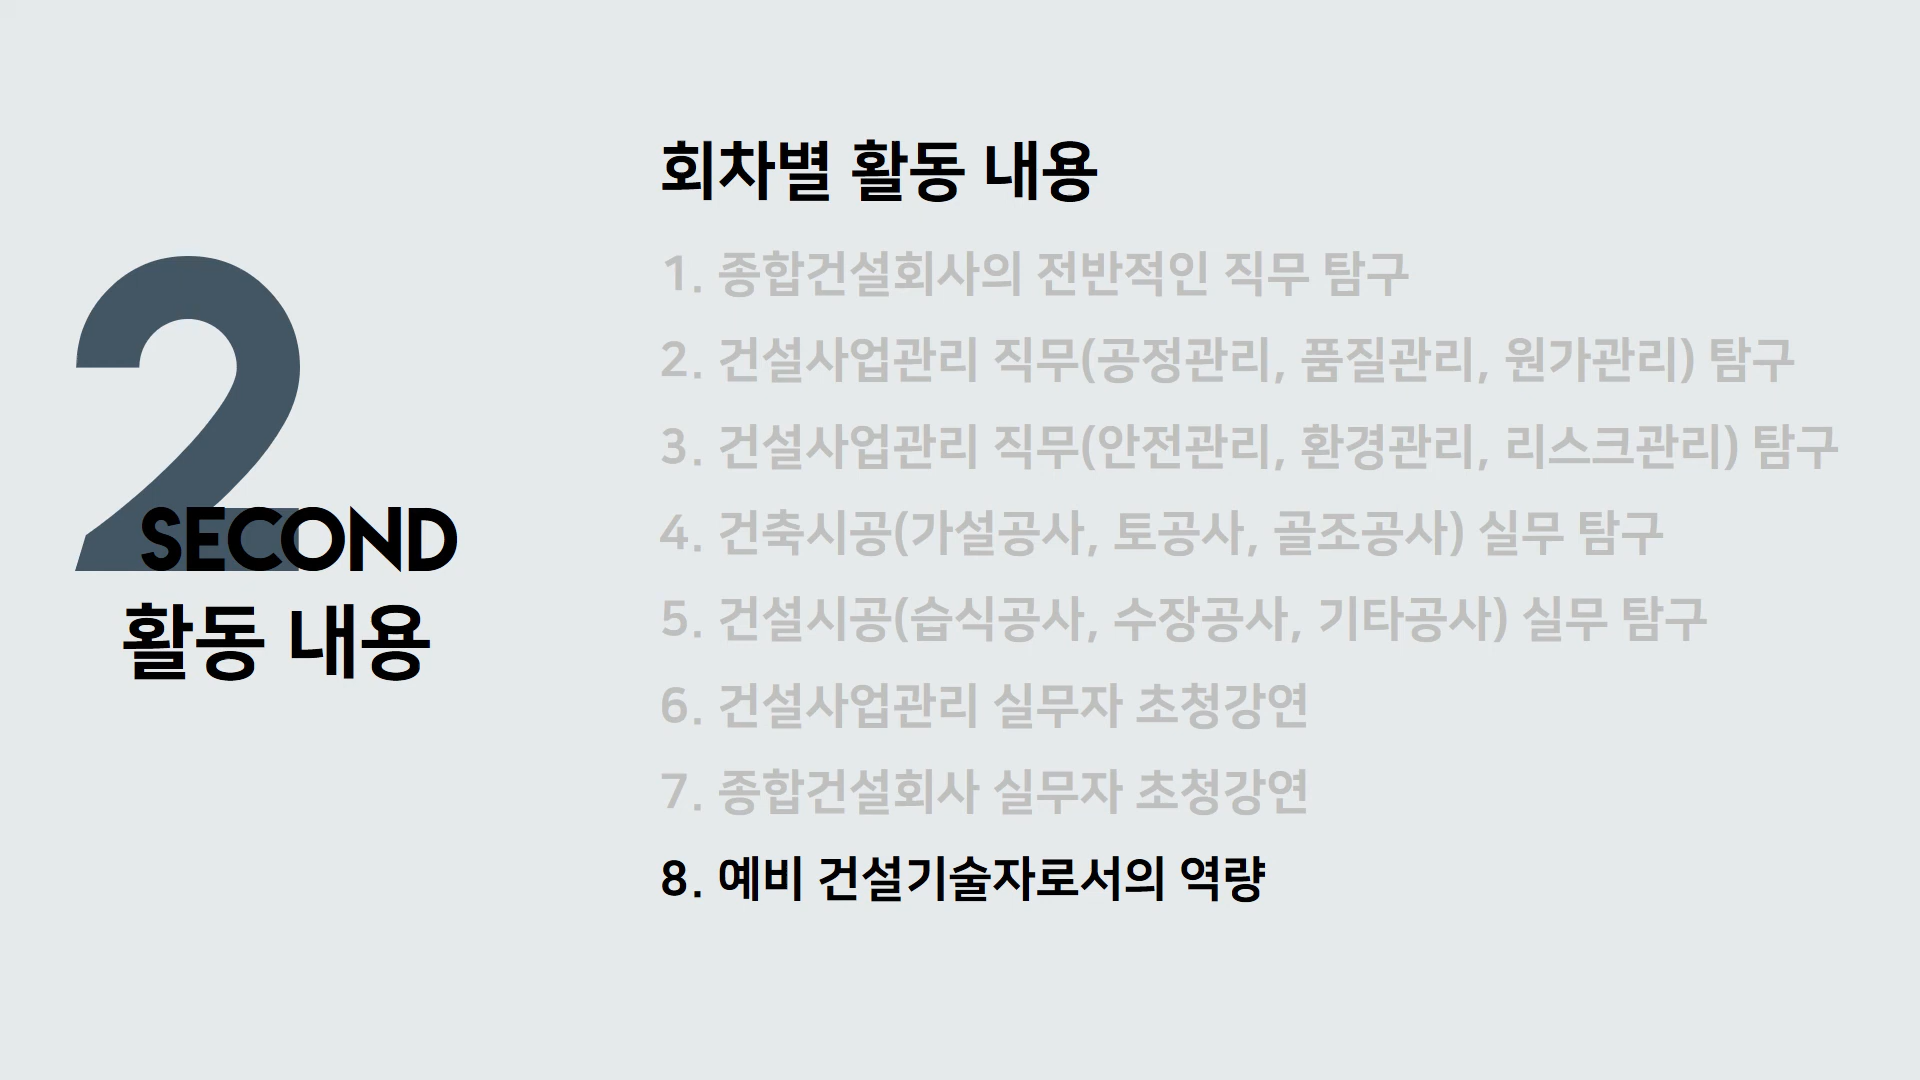 2
SECOND
활동 내용
회차별 활동 내용
1. 종합건설회사의 전반적인 직무 탐구
2. 건설사업관리 직무(공정관리, 품질관리, 원가관리) 탐구
3. 건설사업관리 직무(안전관리, 환경관리, 리스크관리) 탐구
4. 건축시공(가설공사, 토공사, 골조공사) 실무 탐구
5. 건설시공(습식공사, 수장공사, 기타공사) 실무 탐구
6. 건설사업관리 실무자 초청강연
7. 종합건설회사 실무자 초청강연
8. 예비 건설기술자로서의 역량